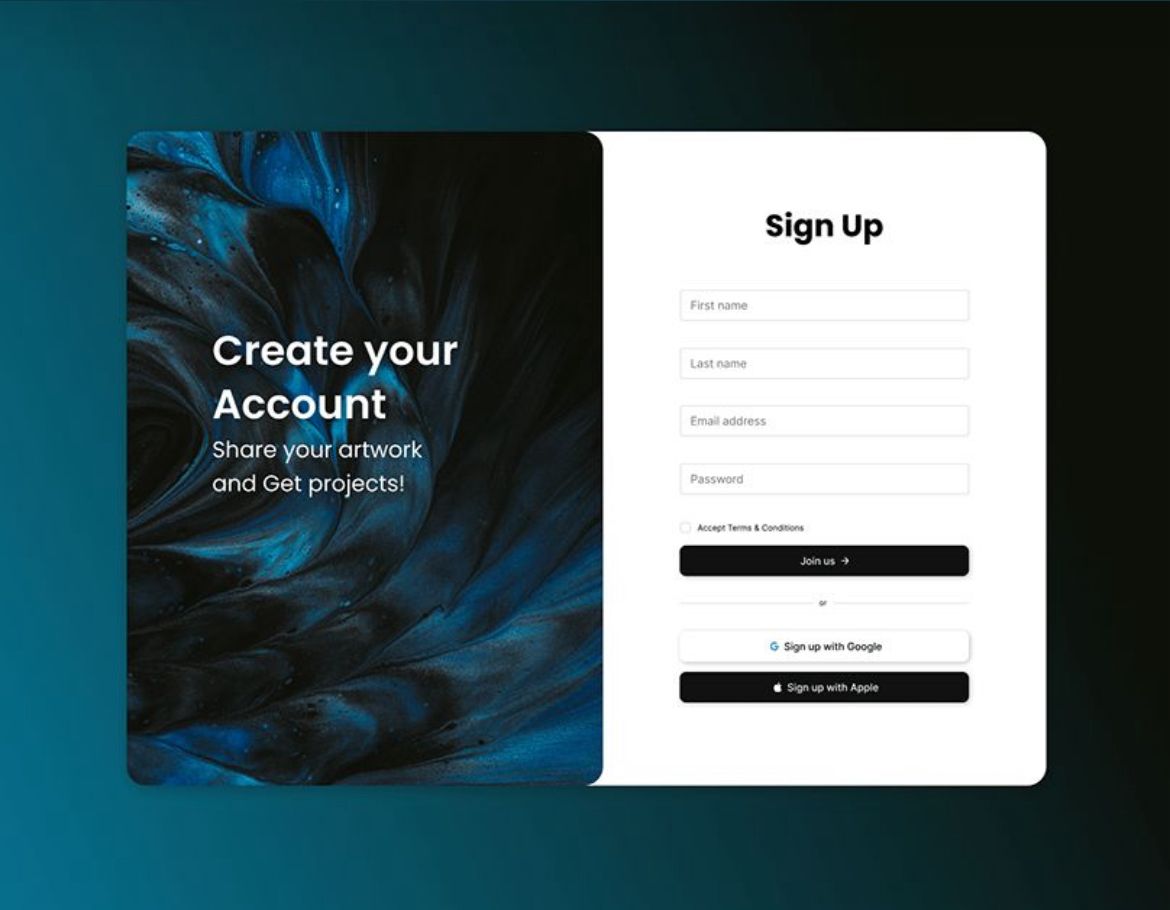 Create your
Account
Share your artwork
and Get projects!
Sign Up
First name
Last name
Email address
Password
Accept Terms & Conditions
Join us →
or
Sign up with Google
Sign up with Apple